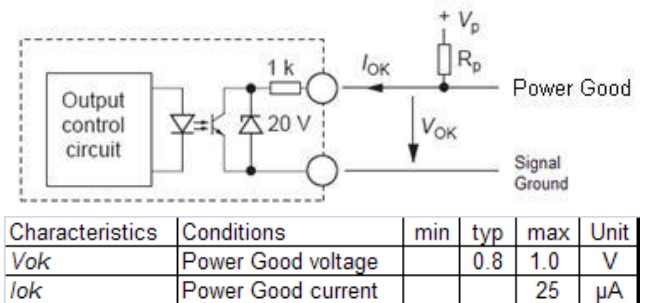 + Vp
1 k
IOK
Rp
Power Good
Output
control
circuit
20 V
VOK
Signal
Ground
Characteristics Conditions min typ max Unit
Vok Power Good voltage 0.8 1.0 V
Iok Power Good current 25 µA